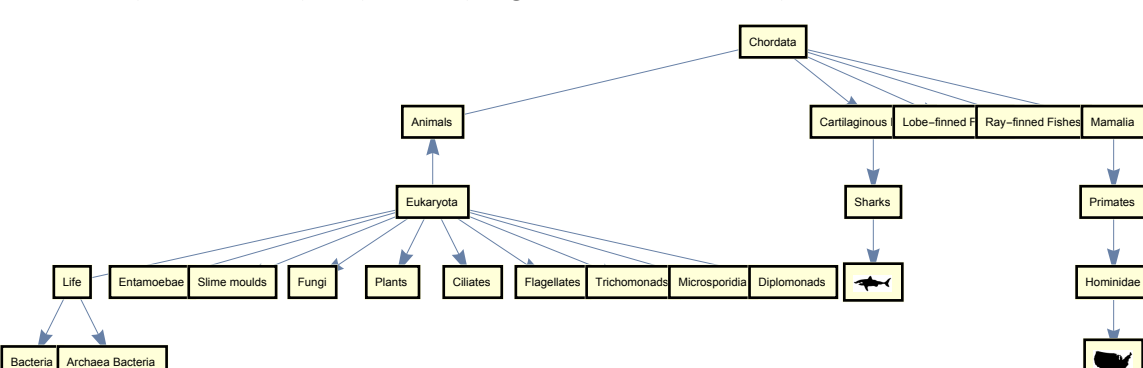 Chordata
Animals
Cartilaginous
Lobe–finned F
Ray–finned Fishes
Mamalia
Eukaryota
Sharks
Primates
Life
Entamoebae
Slime moulds
Fungi
Plants
Ciliates
Flagellates
Trichomonads
Microsporidia
Diplomonads
Hominidae
Bacteria
Archaea Bacteria